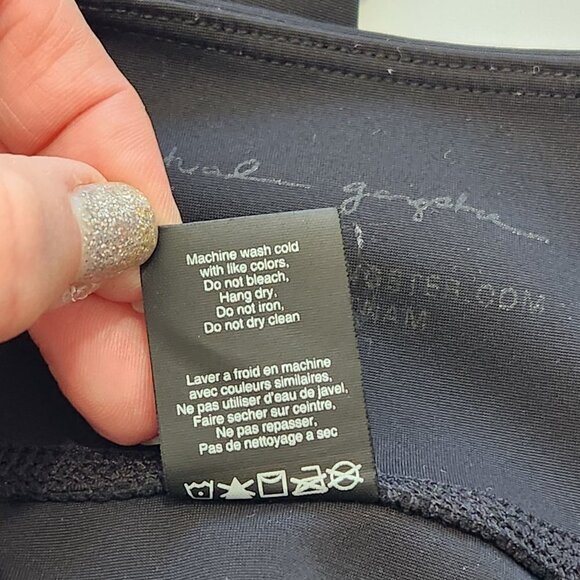 Machine wash cold
with like colors,
Do not bleach,
Hang dry,
Do not iron,
Do not dry clean
Laver a froid en machine
avec couleurs similaires,
Ne pas utiliser d'eau de javel,
Faire secher sur ceintre,
Ne pas repasser,
Pas de nettoyage a sec